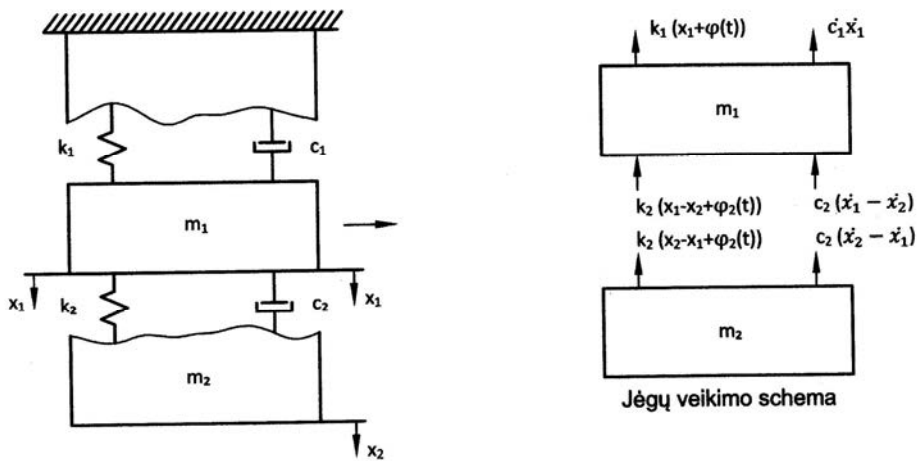 k₁
c₁
m₁
x₁
k₂
c₂
x₁
m₂
x₂
k₁ (x₁+φ(t))
ċ₁ẋ₁
m₁
k₂ (x₁-x₂+φ₂(t))
c₂ (ẋ₁ − ẋ₂)
k₂ (x₂-x₁+φ₂(t))
c₂ (ẋ₂ − ẋ₁)
m₂
Jėgų veikimo schema